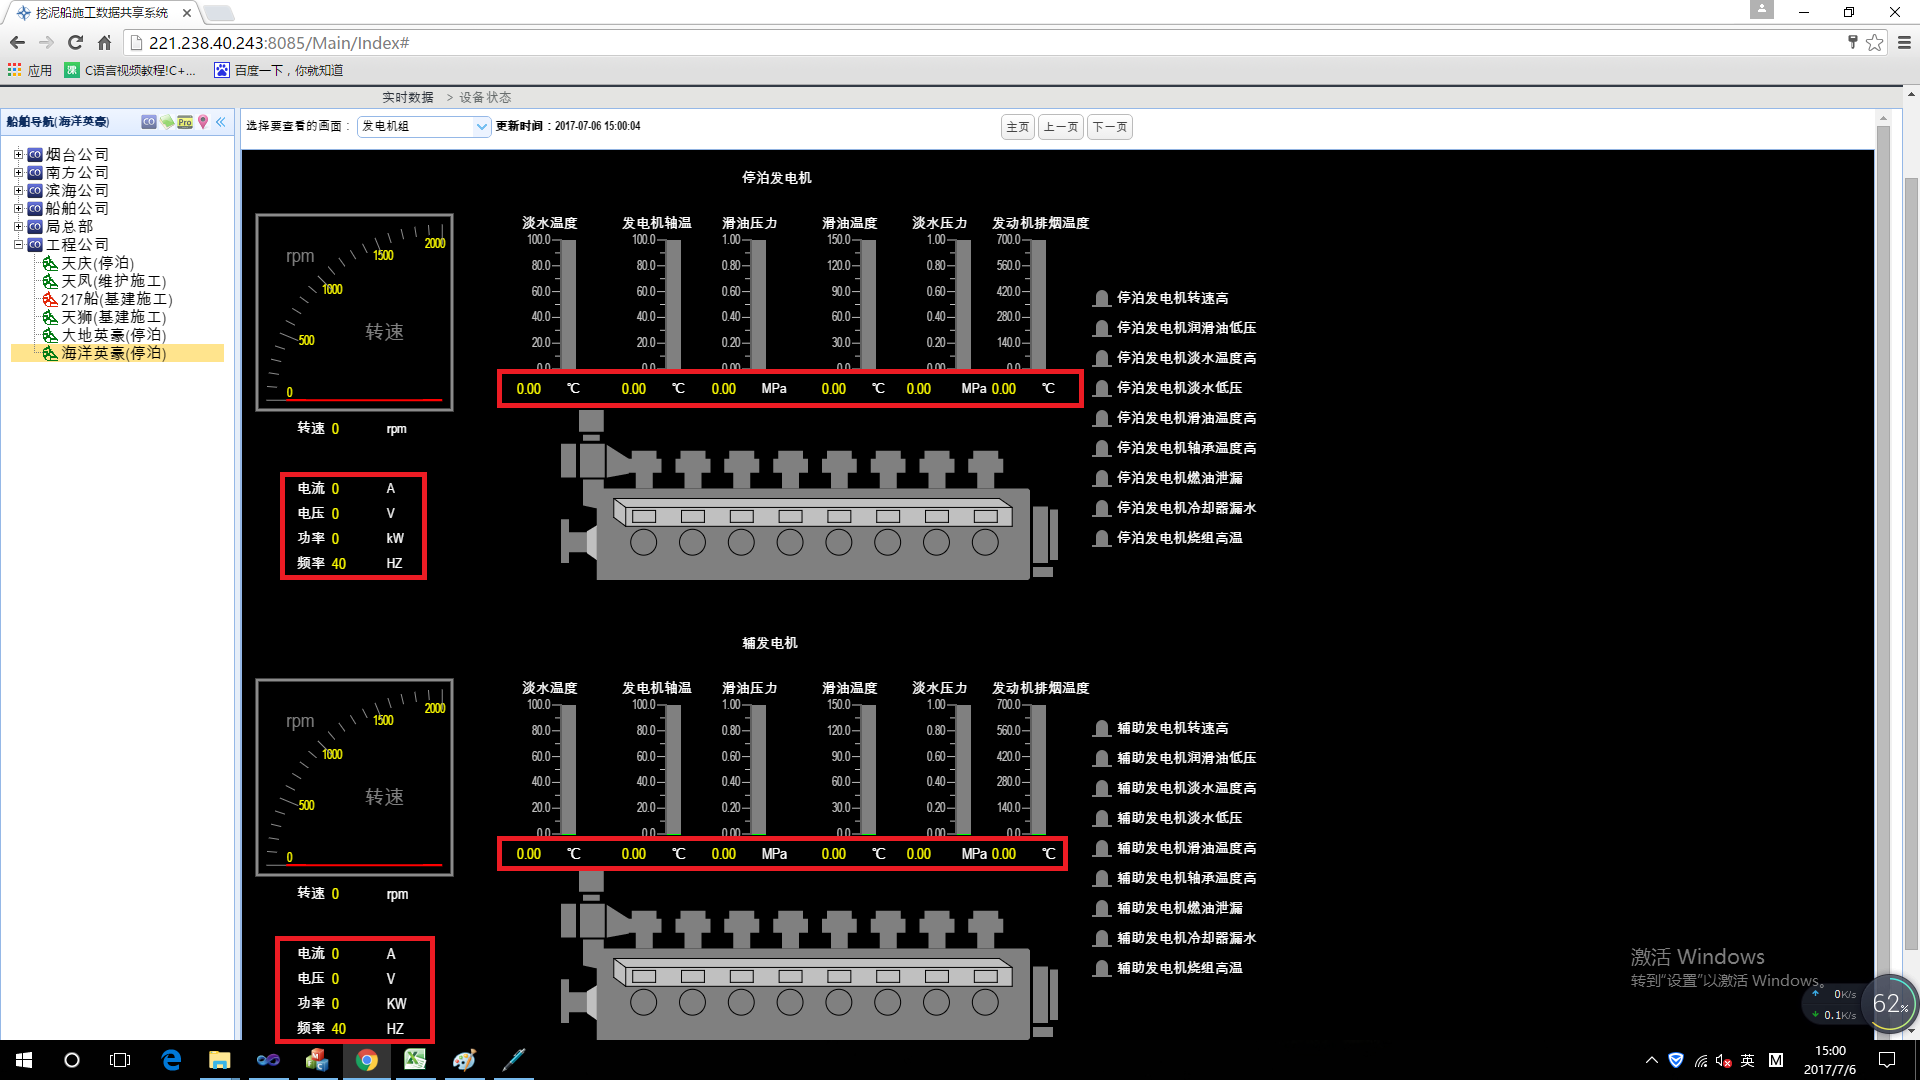 挖泥船施工数据共享系统
221.238.40.243:8085/Main/Index#
应用 C语言视频教程!C+... 百度一下，你就知道
实时数据 > 设备状态
船舶导航(海洋英豪) CO Pro
选择要查看的画面： 发电机组 更新时间：2017-07-06 15:00:04 主页 上一页 下一页
CO 烟台公司
CO 南方公司
CO 滨海公司
CO 船舶公司
CO 局总部
CO 工程公司
天庆(停泊)
天凤(维护施工)
217船(基建施工)
天狮(基建施工)
大地英豪(停泊)
海洋英豪(停泊)
停泊发电机
rpm 0 500 1000 1500 2000 转速
转速 0 rpm
电流 0 A
电压 0 V
功率 0 kW
频率 40 HZ
淡水温度 发电机轴温 滑油压力 滑油温度 淡水压力 发动机排烟温度
100.0 100.0 1.00 150.0 1.00 700.0
80.0 80.0 0.80 120.0 0.80 560.0
60.0 60.0 0.60 90.0 0.60 420.0
40.0 40.0 0.40 60.0 0.40 280.0
20.0 20.0 0.20 30.0 0.20 140.0
0.0 0.0 0.00 0.0 0.00 0.0
0.00 ℃ 0.00 ℃ 0.00 MPa 0.00 ℃ 0.00 MPa 0.00 ℃
停泊发电机转速高
停泊发电机润滑油低压
停泊发电机淡水温度高
停泊发电机淡水低压
停泊发电机滑油温度高
停泊发电机轴承温度高
停泊发电机燃油泄漏
停泊发电机冷却器漏水
停泊发电机烧组高温
辅发电机
rpm 0 500 1000 1500 2000 转速
转速 0 rpm
电流 0 A
电压 0 V
功率 0 KW
频率 40 HZ
淡水温度 发电机轴温 滑油压力 滑油温度 淡水压力 发动机排烟温度
100.0 100.0 1.00 150.0 1.00 700.0
80.0 80.0 0.80 120.0 0.80 560.0
60.0 60.0 0.60 90.0 0.60 420.0
40.0 40.0 0.40 60.0 0.40 280.0
20.0 20.0 0.20 30.0 0.20 140.0
0.0 0.0 0.00 0.0 0.00 0.0
0.00 ℃ 0.00 ℃ 0.00 MPa 0.00 ℃ 0.00 MPa 0.00 ℃
辅助发电机转速高
辅助发电机润滑油低压
辅助发电机淡水温度高
辅助发电机淡水低压
辅助发电机滑油温度高
辅助发电机轴承温度高
辅助发电机燃油泄漏
辅助发电机冷却器漏水
辅助发电机烧组高温
激活 Windows
转到“设置”以激活 Windows。
0K/s
0.1K/s
62%
英 M
15:00
2017/7/6